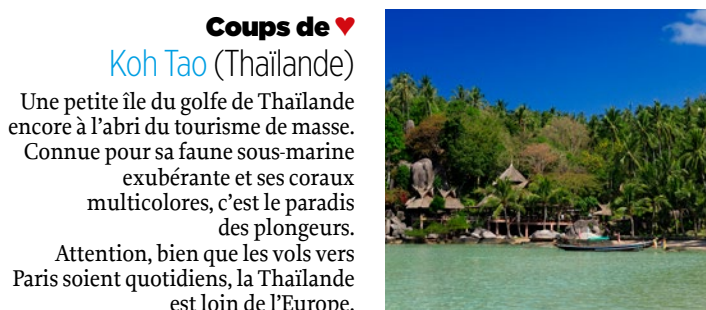 Coups de ♥
Koh Tao (Thaïlande)
Une petite île du golfe de Thaïlande
encore à l’abri du tourisme de masse.
Connue pour sa faune sous-marine
exubérante et ses coraux
multicolores, c’est le paradis
des plongeurs.
Attention, bien que les vols vers
Paris soient quotidiens, la Thaïlande
est loin de l’Europe.